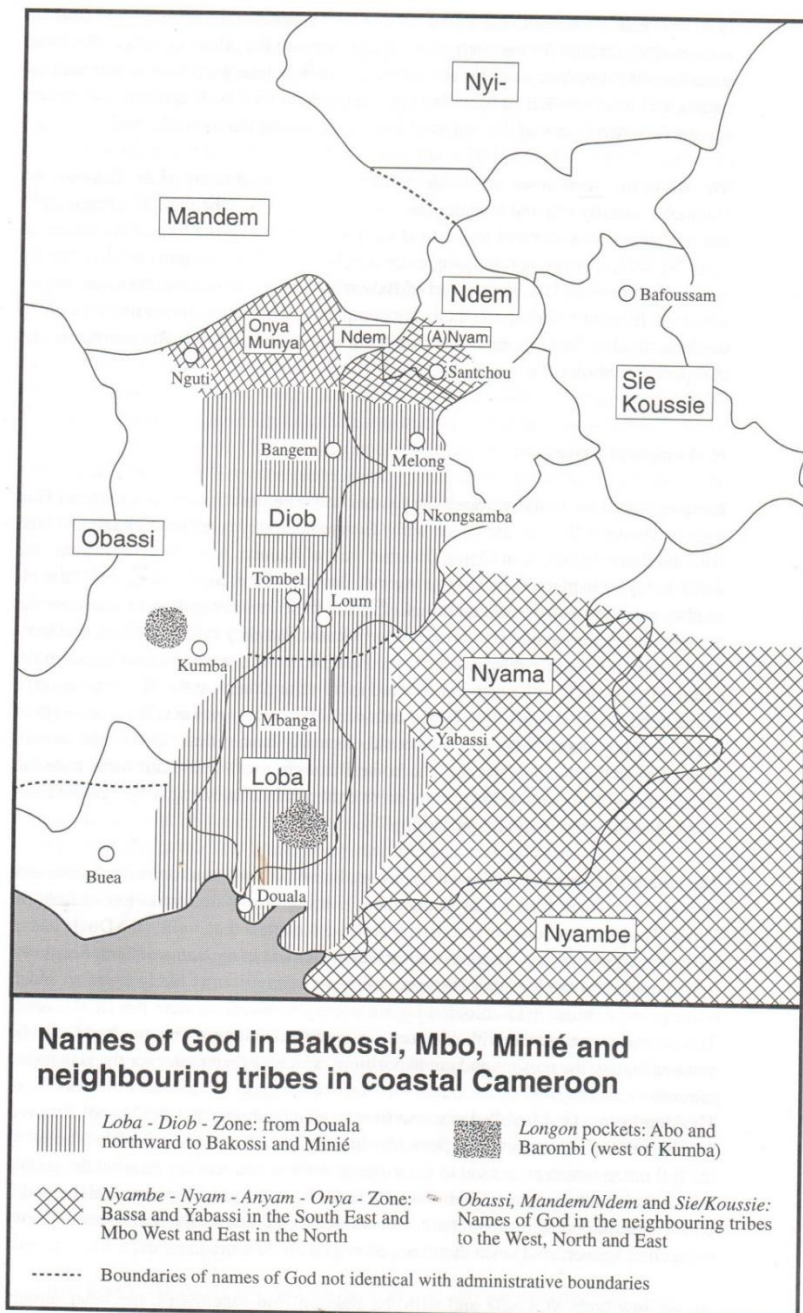 Nyi-
Mandem
Ndem
Bafoussam
Onya
Munya
Ndem
(A)Nyam
Nguti
Santchou
Sie
Koussie
Bangem
Melong
Diob
Nkongsamba
Obassi
Tombel
Loum
Kumba
Nyama
Mbanga
Yabassi
Loba
Buea
Douala
Nyambe
Names of God in Bakossi, Mbo, Minié and
neighbouring tribes in coastal Cameroon
Loba - Diob - Zone: from Douala
northward to Bakossi and Minié
Longon pockets: Abo and
Barombi (west of Kumba)
Nyambe - Nyam - Anyam - Onya - Zone:
Bassa and Yabassi in the South East and
Mbo West and East in the North
Obassi, Mandem/Ndem and Sie/Koussie:
Names of God in the neighbouring tribes
to the West, North and East
Boundaries of names of God not identical with administrative boundaries